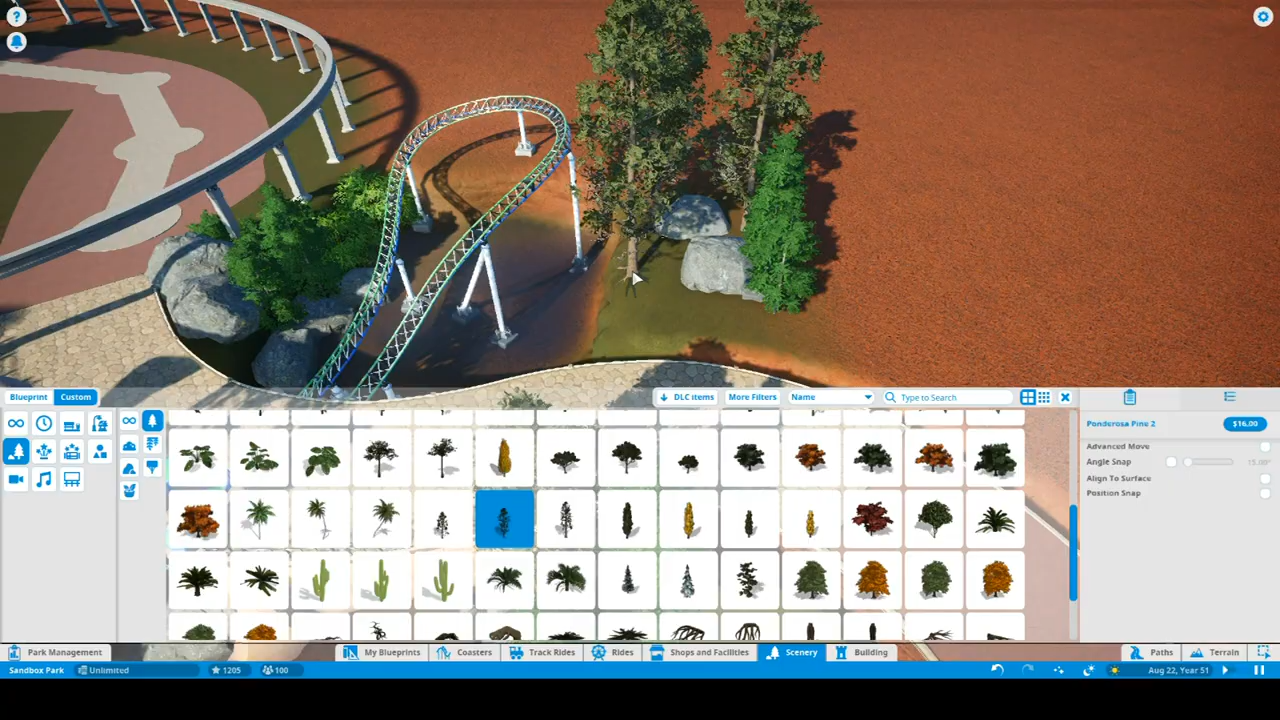 ?
Blueprint Custom
DLC items More Filters Name Type to Search
Ponderosa Pine 2 $16.00
Advanced Move
Angle Snap 15.00°
Align To Surface
Position Snap
Park Management My Blueprints Coasters Track Rides Rides Shops and Facilities Scenery Building Paths Terrain
Sandbox Park Unlimited 1205 100 Aug 22, Year 51